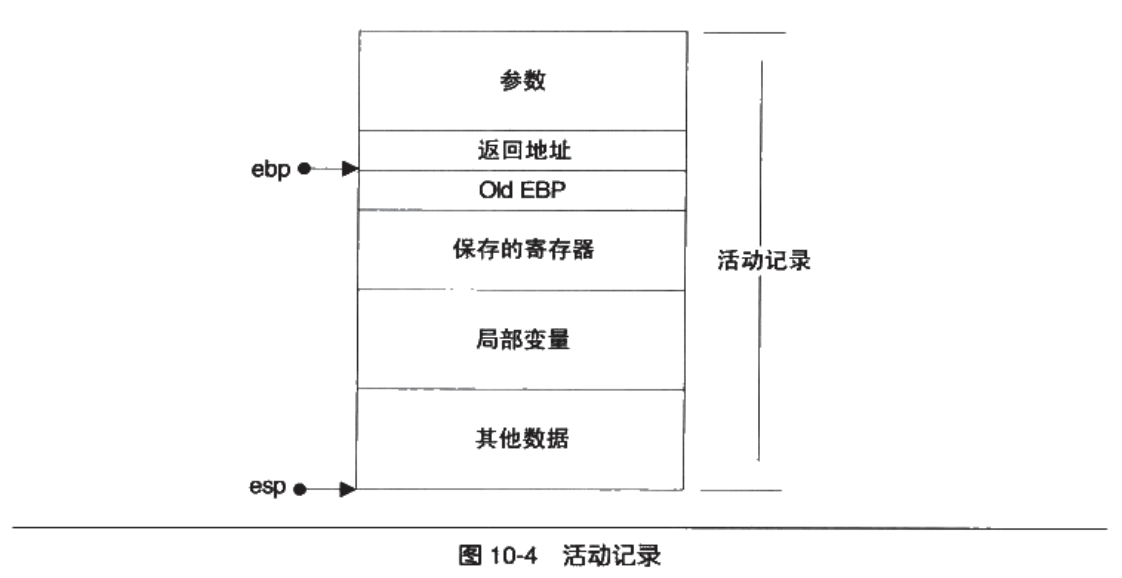 参数
返回地址
ebp
Old EBP
保存的寄存器
活动记录
局部变量
其他数据
esp
图 10-4 活动记录